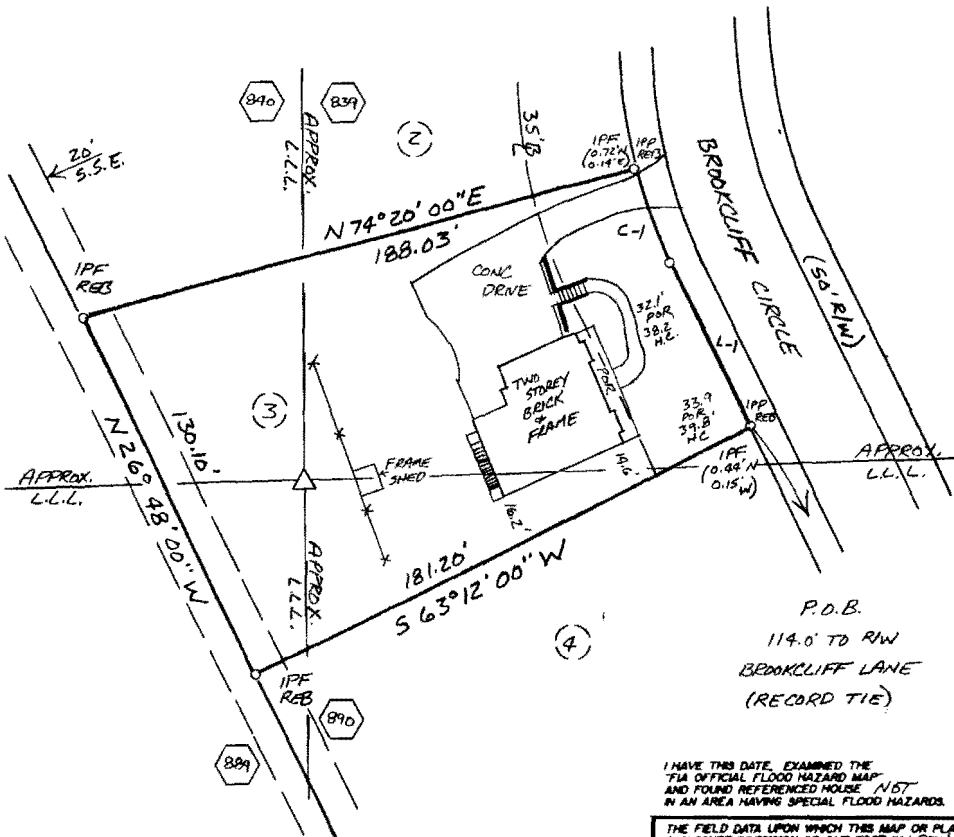 840
839
2
20'
S.S.E.
APPROX.
L.L.L.
35' B
L
IPF
(0.72'N
0.14'E)
IPP
REB
BROOKCLIFF CIRCLE
(50' R/W)
N 74° 20' 00" E
188.03'
IPF
REB
CONC
DRIVE
C-1
32.1'
POR
38.2
H.C.
L-1
TWO
STOREY
BRICK
&
FRAME
POR
3
130.10'
N 26° 48' 00" W
33.9
POR
39.8'
H.C
IPP
REB
IPF
(0.44'N
0.15'W)
APPROX.
L.L.L.
APPROX.
L.L.L.
FRAME
SHED
14.6'
16.2'
APPROX.
L.L.L.
181.20'
S 63° 12' 00" W
4
IPF
REB
890
889
P.O.B.
114.0' TO R/W
BROOKCLIFF LANE
(RECORD TIE)
I HAVE THIS DATE, EXAMINED THE
"FIA OFFICIAL FLOOD HAZARD MAP"
AND FOUND REFERENCED HOUSE NOT
IN AN AREA HAVING SPECIAL FLOOD HAZARDS.
THE FIELD DATA UPON WHICH THIS MAP OR PLA